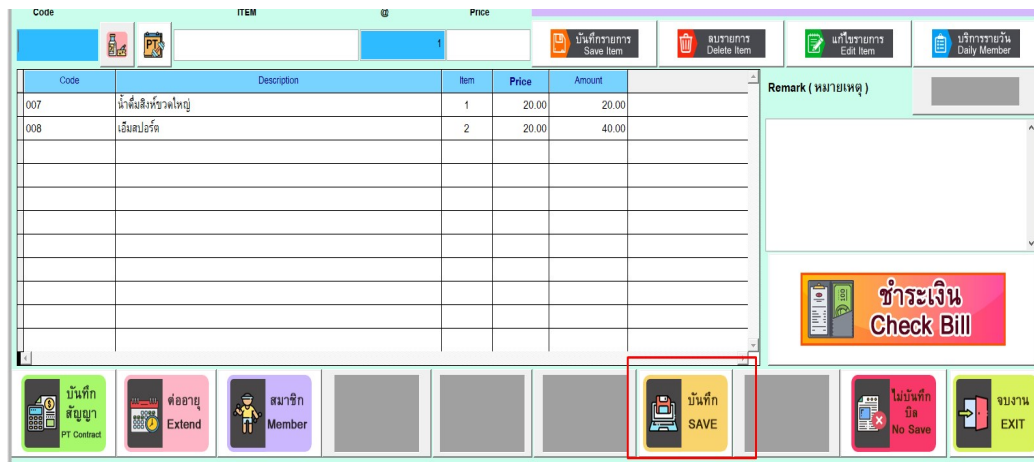 Code ITEM @ Price
PT
1
บันทึกรายการ
Save Item
ลบรายการ
Delete Item
แก้ไขรายการ
Edit Item
บริการรายวัน
Daily Member
Code Description Item Price Amount
007 น้ำดื่มสิงห์ขวดใหญ่ 1 20.00 20.00
008 เอ็มสปอร์ต 2 20.00 40.00
Remark ( หมายเหตุ )
100
ชำระเงิน
Check Bill
บันทึก
สัญญา
PT Contract
ต่ออายุ
Extend
สมาชิก
Member
บันทึก
SAVE
ไม่บันทึก
บิล
No Save
จบงาน
EXIT